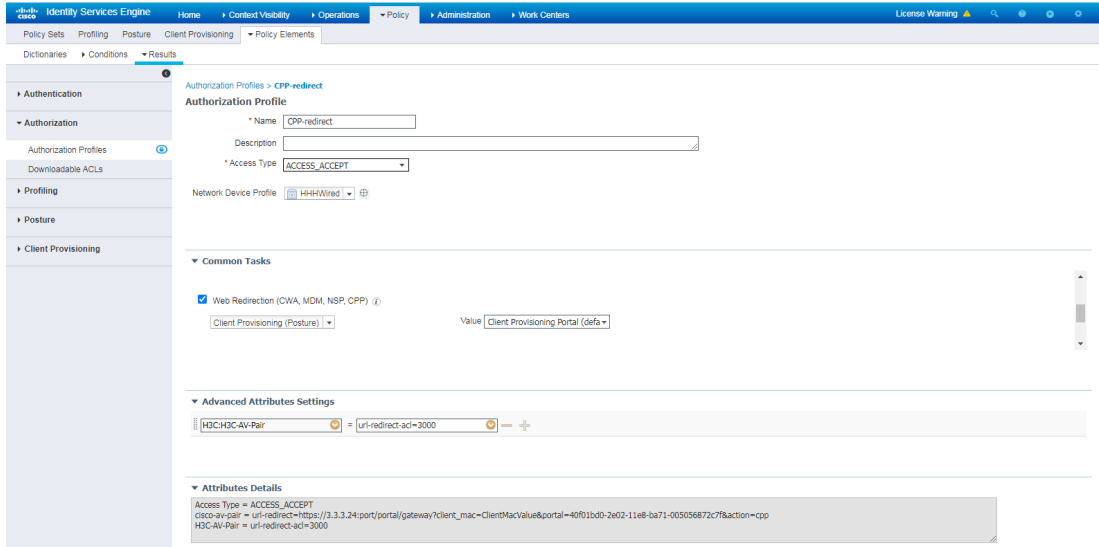 cisco Identity Services Engine Home Context Visibility Operations Policy Administration Work Centers License Warning
Policy Sets Profiling Posture Client Provisioning Policy Elements
Dictionaries Conditions Results
Authentication
Authorization
Authorization Profiles
Downloadable ACLs
Profiling
Posture
Client Provisioning
Authorization Profiles > CPP-redirect
Authorization Profile
* Name CPP-redirect
Description
* Access Type ACCESS_ACCEPT
Network Device Profile HHHWired
Common Tasks
Web Redirection (CWA, MDM, NSP, CPP) i
Client Provisioning (Posture) Value Client Provisioning Portal (defa
Advanced Attributes Settings
H3C:H3C-AV-Pair = url-redirect-acl=3000
Attributes Details
Access Type = ACCESS_ACCEPT
cisco-av-pair = url-redirect=https://3.3.3.24:port/portal/gateway?client_mac=ClientMacValue&portal=40f01bd0-2e02-11e8-ba71-005056872c7f&action=cpp
H3C-AV-Pair = url-redirect-acl=3000